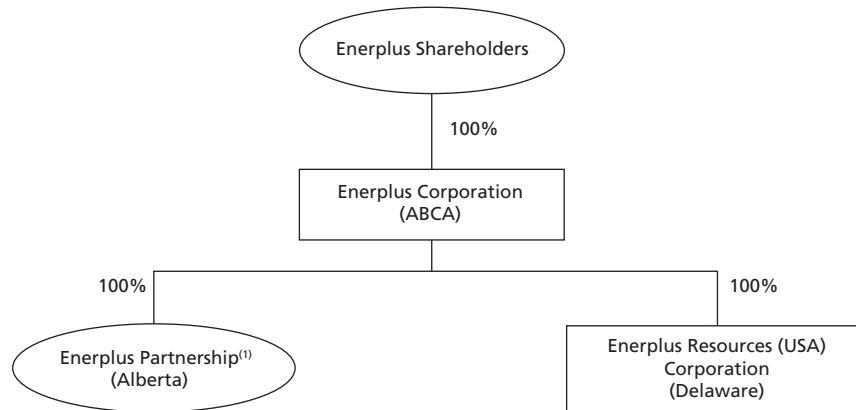 Enerplus Shareholders
100%
Enerplus Corporation
(ABCA)
100%
100%
Enerplus Partnership(1)
(Alberta)
Enerplus Resources (USA)
Corporation
(Delaware)